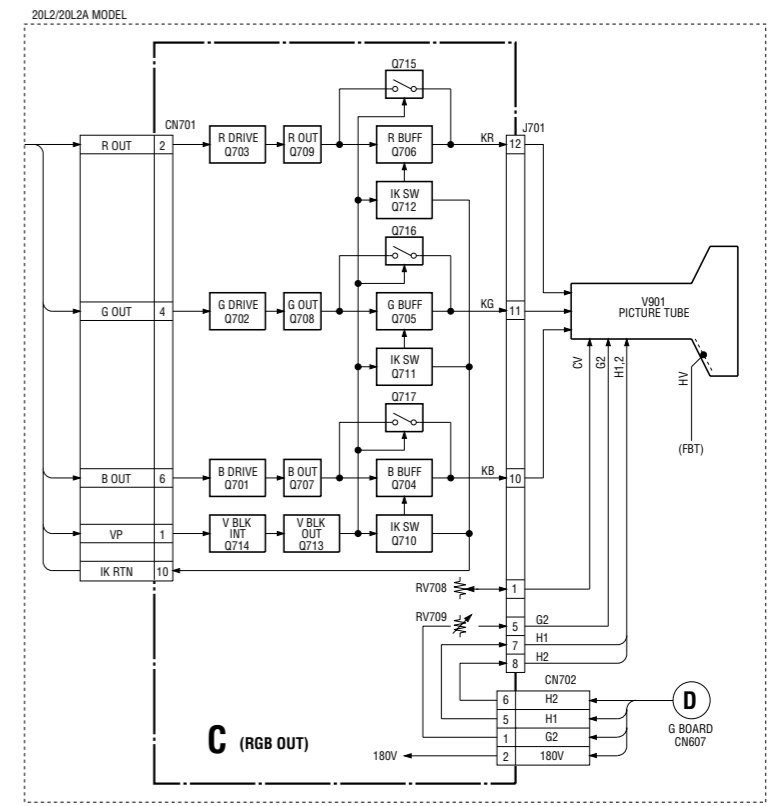 20L2/20L2A MODEL
Q715
CN701
J701
R OUT 2
R DRIVE Q703
R OUT Q709
R BUFF Q706
KR
12
IK SW Q712
Q716
G OUT 4
G DRIVE Q702
G OUT Q708
G BUFF Q705
KG
11
V901
PICTURE TUBE
IK SW Q711
CV
G2
H1.2
HV
(FBT)
Q717
B OUT 6
B DRIVE Q701
B OUT Q707
B BUFF Q704
KB
10
VP 1
V BLK INT Q714
V BLK OUT Q713
IK SW Q710
IK RTN 10
RV708
1
RV709
5 G2
7 H1
8 H2
CN702
6 H2
5 H1
1 G2
2 180V
180V
D
G BOARD
CN607
C (RGB OUT)